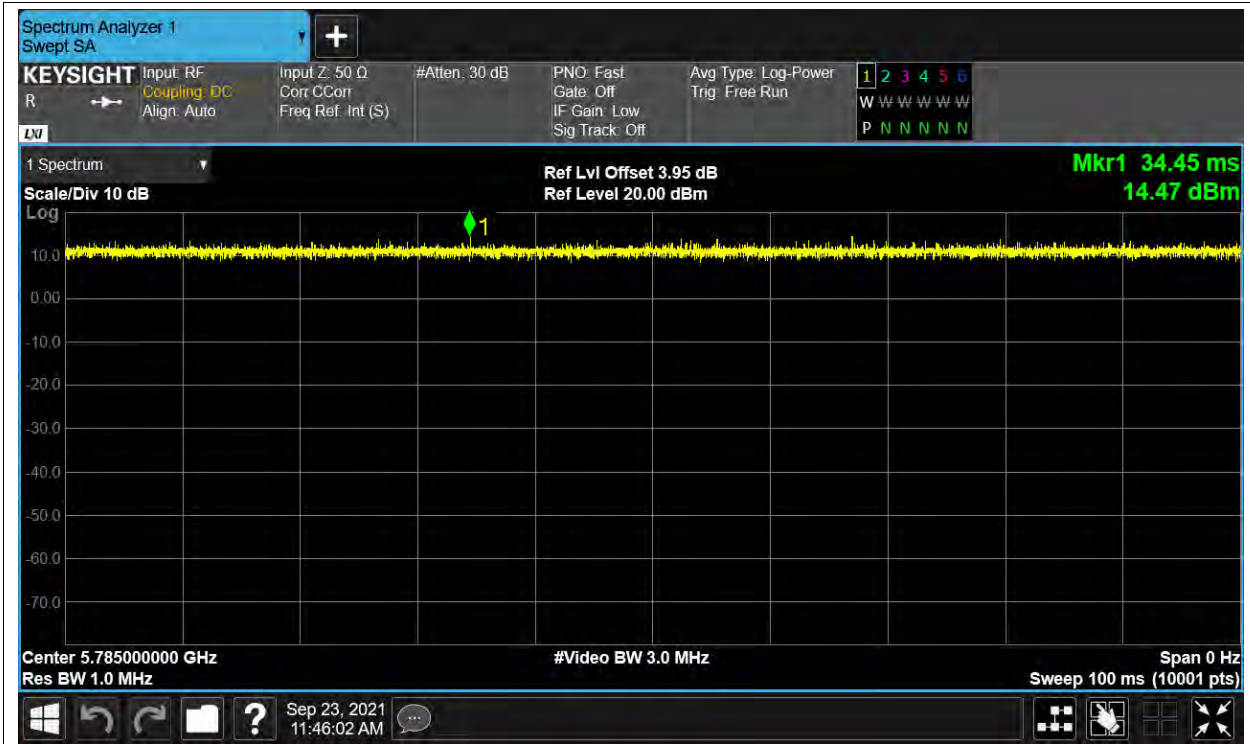 Spectrum Analyzer 1
Swept SA
+
KEYSIGHT
R
LXI
Input: RF
Coupling: DC
Align: Auto
Input Z: 50 Ω
Corr CCorr
Freq Ref: Int (S)
#Atten: 30 dB
PNO: Fast
Gate: Off
IF Gain: Low
Sig Track: Off
Avg Type: Log-Power
Trig: Free Run
1 2 3 4 5 6
W W W W W W
P N N N N N
1 Spectrum
Scale/Div 10 dB
Ref Lvl Offset 3.95 dB
Ref Level 20.00 dBm
Mkr1 34.45 ms
14.47 dBm
Log
1
10.0
0.00
-10.0
-20.0
-30.0
-40.0
-50.0
-60.0
-70.0
Center 5.785000000 GHz
Res BW 1.0 MHz
#Video BW 3.0 MHz
Span 0 Hz
Sweep 100 ms (10001 pts)
?
Sep 23, 2021
11:46:02 AM